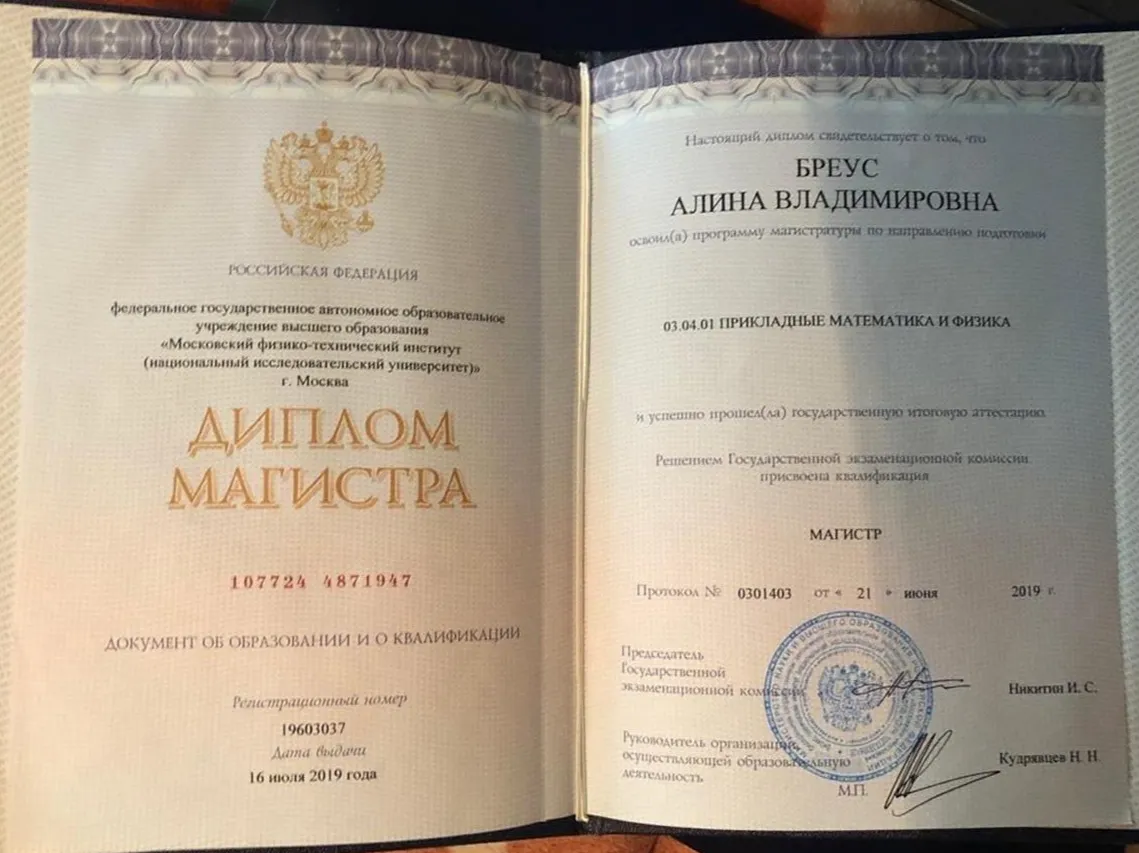 РОССИЙСКАЯ ФЕДЕРАЦИЯ
федеральное государственное автономное образовательное
учреждение высшего образования
«Московский физико-технический институт
(национальный исследовательский университет)»
г. Москва
ДИПЛОМ
МАГИСТРА
107724 4871947
ДОКУМЕНТ ОБ ОБРАЗОВАНИИ И О КВАЛИФИКАЦИИ
Регистрационный номер
19603037
Дата выдачи
16 июля 2019 года
Настоящий диплом свидетельствует о том, что
БРЕУС
АЛИНА ВЛАДИМИРОВНА
освоил(а) программу магистратуры по направлению подготовки
03.04.01 ПРИКЛАДНЫЕ МАТЕМАТИКА И ФИЗИКА
и успешно прошел(ла) государственную итоговую аттестацию
Решением Государственной экзаменационной комиссии
присвоена квалификация
МАГИСТР
Протокол № 0301403 от « 21 » июня 2019 г.
Председатель
Государственной
экзаменационной комиссии Никитин И. С.
Руководитель организации,
осуществляющей образовательную Кудрявцев Н. Н.
деятельность
М.П.